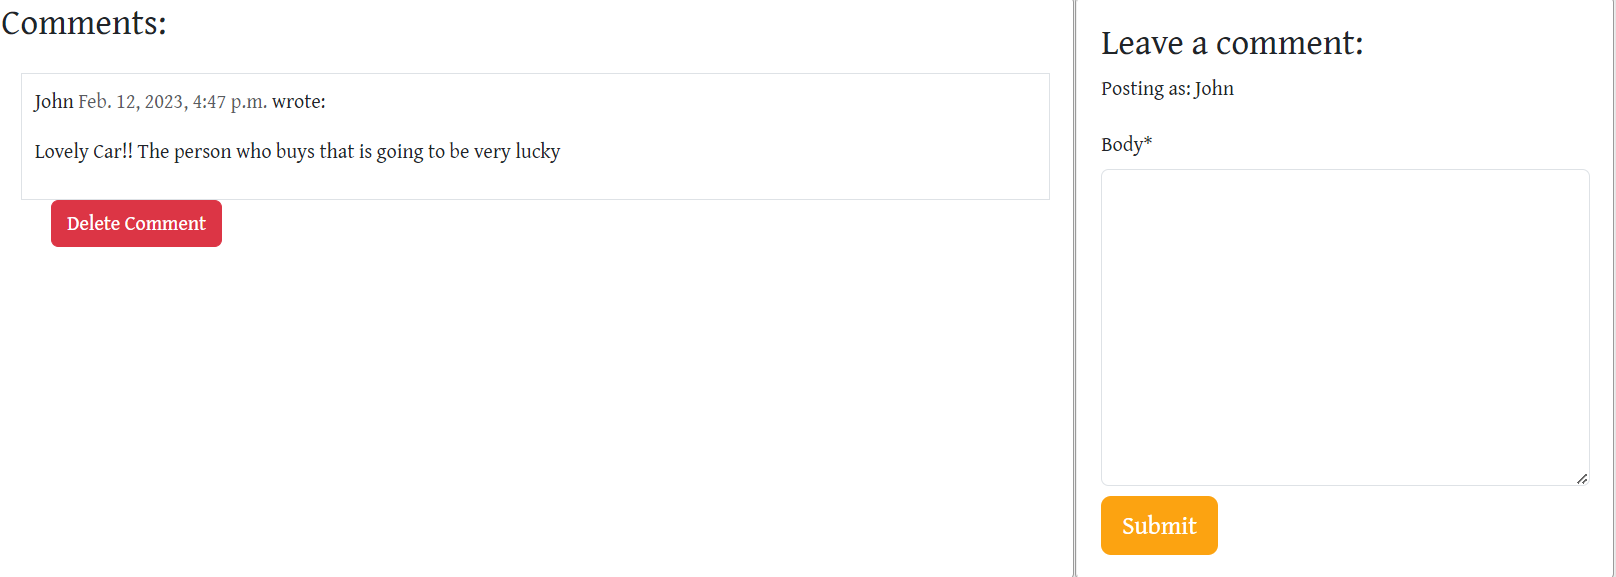 Comments:
John Feb. 12, 2023, 4:47 p.m. wrote:
Lovely Car!! The person who buys that is going to be very lucky
Delete Comment
Leave a comment:
Posting as: John
Body*
Submit